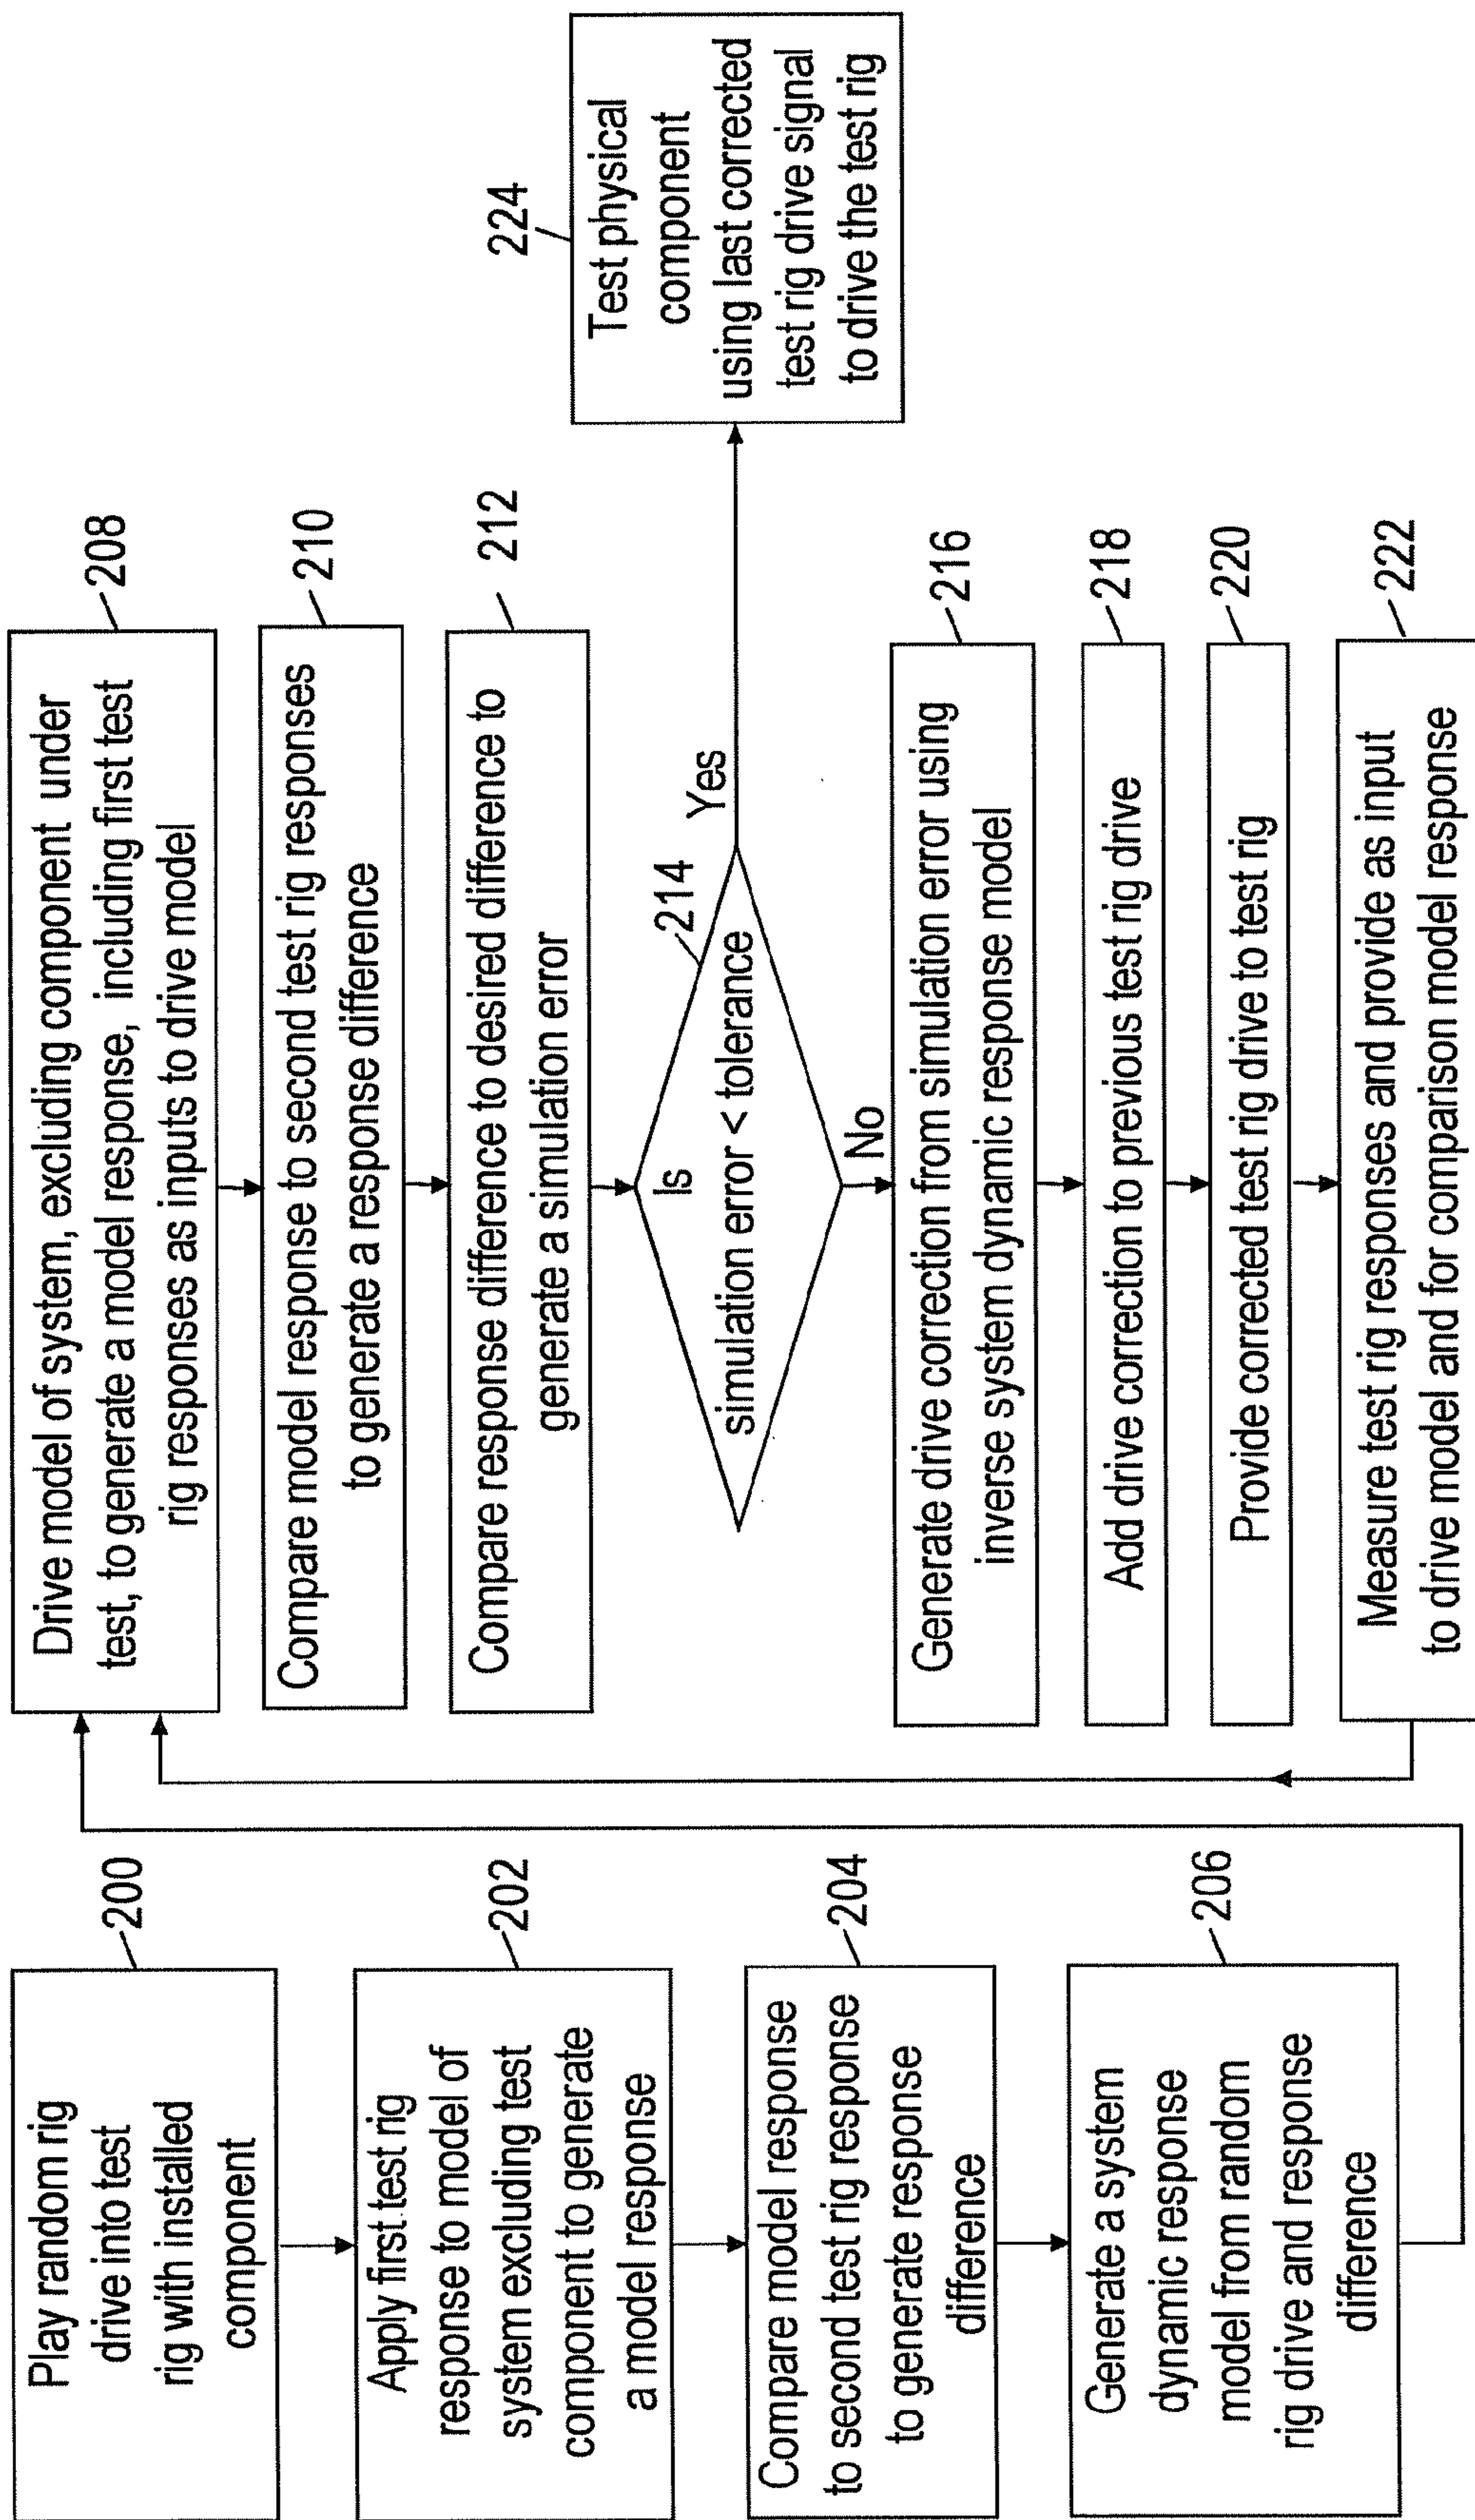 Play random rig
drive into test
rig with installed
component
200
Apply first test rig
response to model of
system excluding test
component to generate
a model response
202
Compare model response
to second test rig response
to generate response
difference
204
Generate a system
dynamic response
model from random
rig drive and response
difference
206
Drive model of system, excluding component under
test, to generate a model response, including first test
rig responses as inputs to drive model
208
Compare model response to second test rig responses
to generate a response difference
210
Compare response difference to desired difference to
generate a simulation error
212
Is
simulation error < tolerance
214
Yes
No
Generate drive correction from simulation error using
inverse system dynamic response model
216
Add drive correction to previous test rig drive
218
Provide corrected test rig drive to test rig
220
Measure test rig responses and provide as input
to drive model and for comparison model response
222
224
Test physical
component
using last corrected
test rig drive signal
to drive the test rig